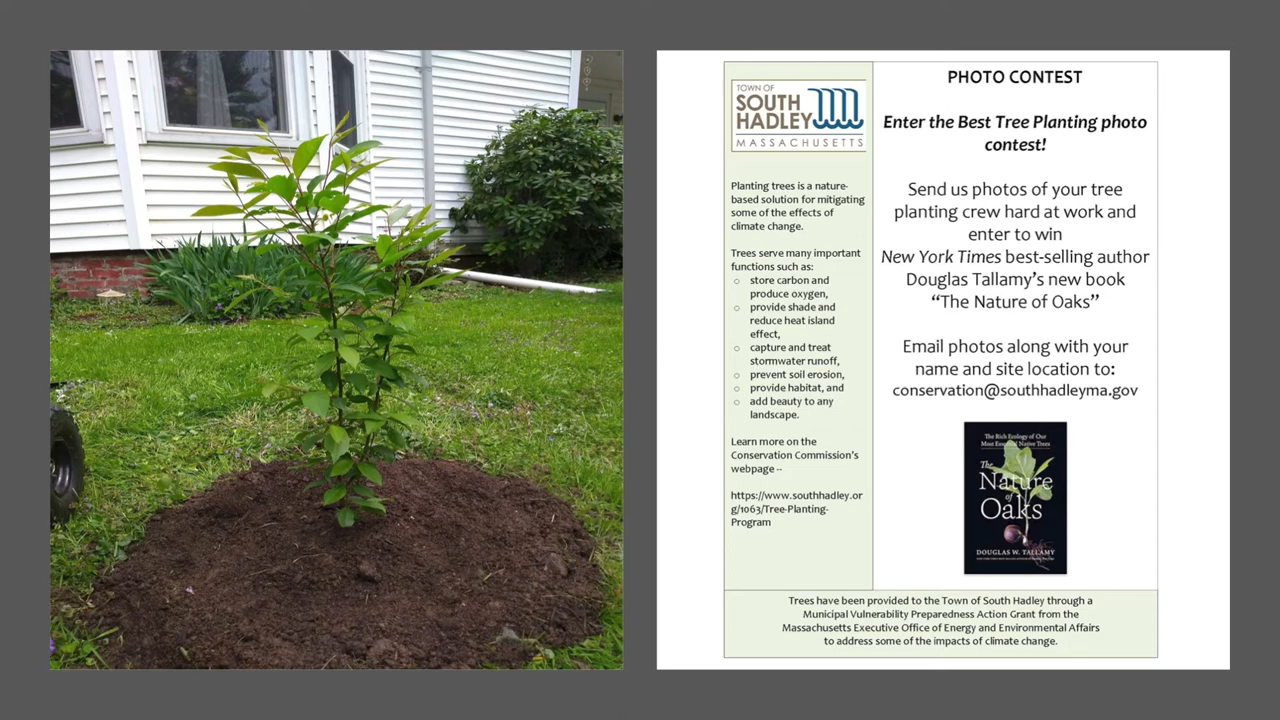 TOWN OF
SOUTH
HADLEY
MASSACHUSETTS
Planting trees is a nature-
based solution for mitigating
some of the effects of
climate change.
Trees serve many important
functions such as:
o store carbon and
produce oxygen,
o provide shade and
reduce heat island
effect,
o capture and treat
stormwater runoff,
o prevent soil erosion,
o provide habitat, and
o add beauty to any
landscape.
Learn more on the
Conservation Commission's
webpage --
https://www.southhadley.or
g/1063/Tree-Planting-
Program
PHOTO CONTEST
Enter the Best Tree Planting photo
contest!
Send us photos of your tree
planting crew hard at work and
enter to win
New York Times best-selling author
Douglas Tallamy's new book
“The Nature of Oaks”
Email photos along with your
name and site location to:
conservation@southhadleyma.gov
The Rich Ecology of Our
Most Essential Native Trees
The
Nature
of
Oaks
DOUGLAS W. TALLAMY
Trees have been provided to the Town of South Hadley through a
Municipal Vulnerability Preparedness Action Grant from the
Massachusetts Executive Office of Energy and Environmental Affairs
to address some of the impacts of climate change.